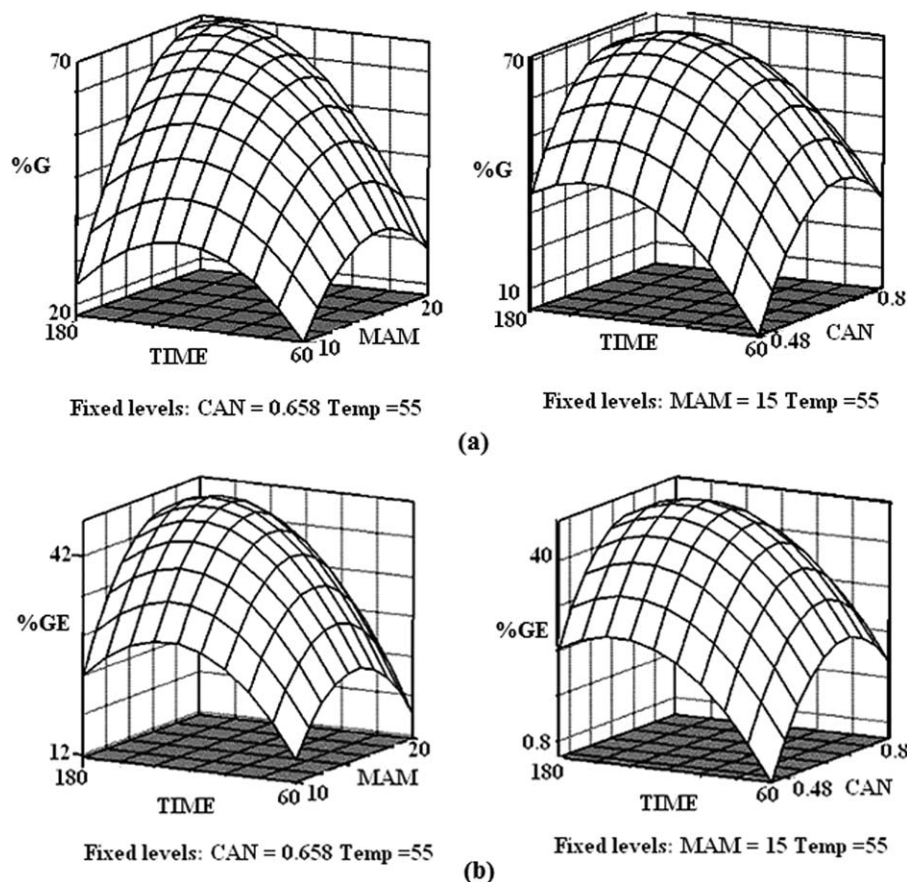 70
%G
20
180
TIME
60
10
MAM
20
Fixed levels: CAN = 0.658 Temp =55
70
%G
10
180
TIME
60
0.48
CAN
0.8
Fixed levels: MAM = 15 Temp =55
(a)
42
%GE
12
180
TIME
60
10
MAM
20
Fixed levels: CAN = 0.658 Temp =55
40
%GE
0.8
180
TIME
60
0.48
CAN
0.8
Fixed levels: MAM = 15 Temp =55
(b)